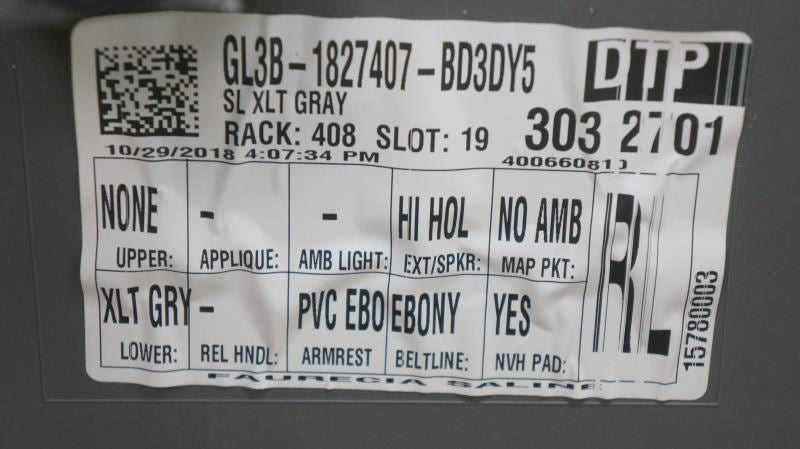 GL3B-1827407-BD3DY5
DTP
SL XLT GRAY
RACK: 408 SLOT: 19
303 2701
10/29/2018 4:07:34 PM
NONE - - HI HOL NO AMB
UPPER: APPLIQUE: AMB LIGHT: EXT/SPKR: MAP PKT:
XLT GRY - PVC EBO EBONY YES
LOWER: REL HNDL: ARMREST BELTLINE: NVH PAD:
15780003
FAURECIA SALINE